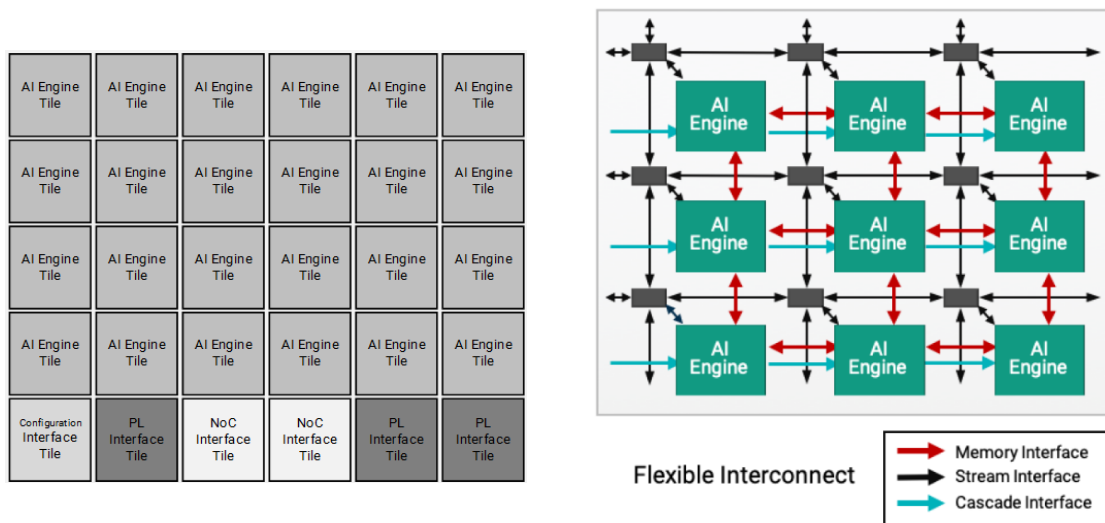 AI Engine
Tile
AI Engine
Tile
AI Engine
Tile
AI Engine
Tile
AI Engine
Tile
AI Engine
Tile
AI Engine
Tile
AI Engine
Tile
AI Engine
Tile
AI Engine
Tile
AI Engine
Tile
AI Engine
Tile
AI Engine
Tile
AI Engine
Tile
AI Engine
Tile
AI Engine
Tile
AI Engine
Tile
AI Engine
Tile
AI Engine
Tile
AI Engine
Tile
AI Engine
Tile
AI Engine
Tile
AI Engine
Tile
AI Engine
Tile
Configuration
Interface
Tile
PL
Interface
Tile
NoC
Interface
Tile
NoC
Interface
Tile
PL
Interface
Tile
PL
Interface
Tile
AI
Engine
AI
Engine
AI
Engine
AI
Engine
AI
Engine
AI
Engine
AI
Engine
AI
Engine
AI
Engine
Flexible Interconnect
Memory Interface
Stream Interface
Cascade Interface